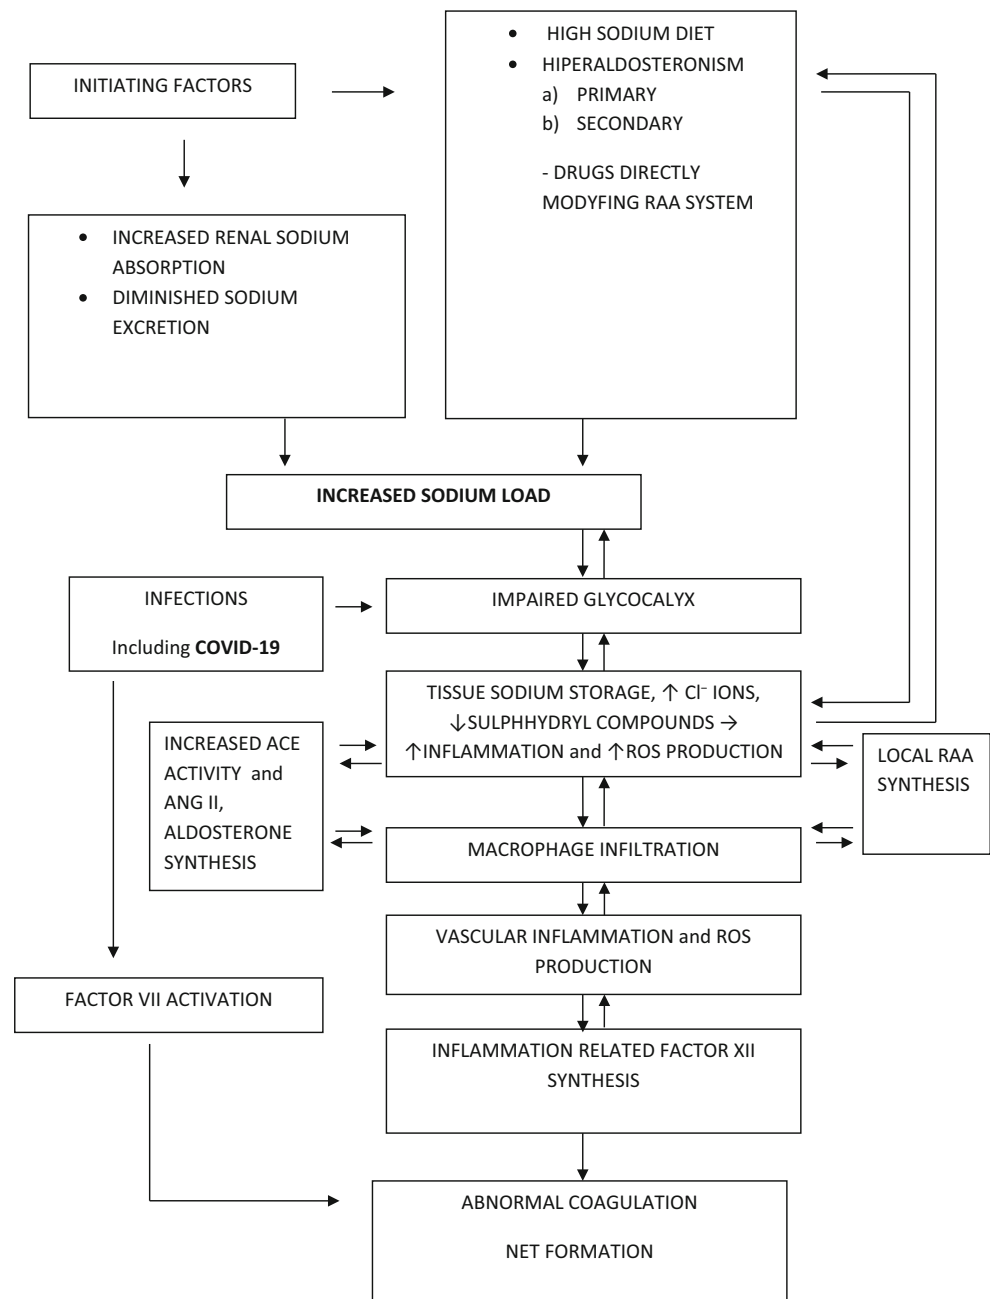 INITIATING FACTORS
• HIGH SODIUM DIET
• HIPERALDOSTERONISM
a) PRIMARY
b) SECONDARY
- DRUGS DIRECTLY
MODYFING RAA SYSTEM
• INCREASED RENAL SODIUM
ABSORPTION
• DIMINISHED SODIUM
EXCRETION
INCREASED SODIUM LOAD
INFECTIONS
Including COVID-19
IMPAIRED GLYCOCALYX
TISSUE SODIUM STORAGE, ↑ Cl⁻ IONS,
↓SULPHHYDRYL COMPOUNDS →
↑INFLAMMATION and ↑ROS PRODUCTION
INCREASED ACE
ACTIVITY and
ANG II,
ALDOSTERONE
SYNTHESIS
LOCAL RAA
SYNTHESIS
MACROPHAGE INFILTRATION
VASCULAR INFLAMMATION and ROS
PRODUCTION
FACTOR VII ACTIVATION
INFLAMMATION RELATED FACTOR XII
SYNTHESIS
ABNORMAL COAGULATION
NET FORMATION